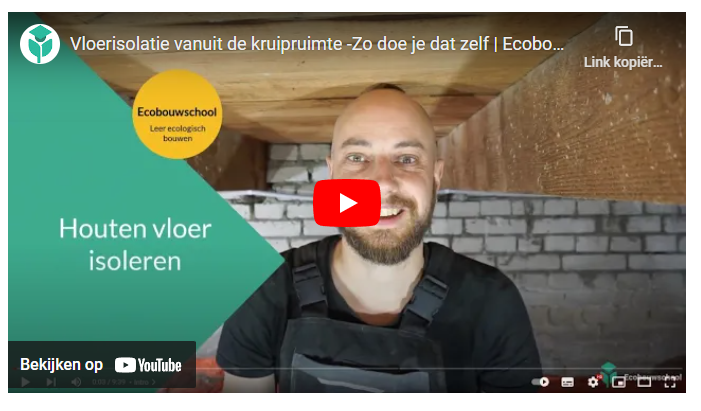 Vloerisolatie vanuit de kruipruimte -Zo doe je dat zelf | Ecobo...
Link kopiër...
Ecobouwschool
Leer ecologisch
bouwen
Houten vloer
isoleren
Bekijken op YouTube
Ecobouwschool